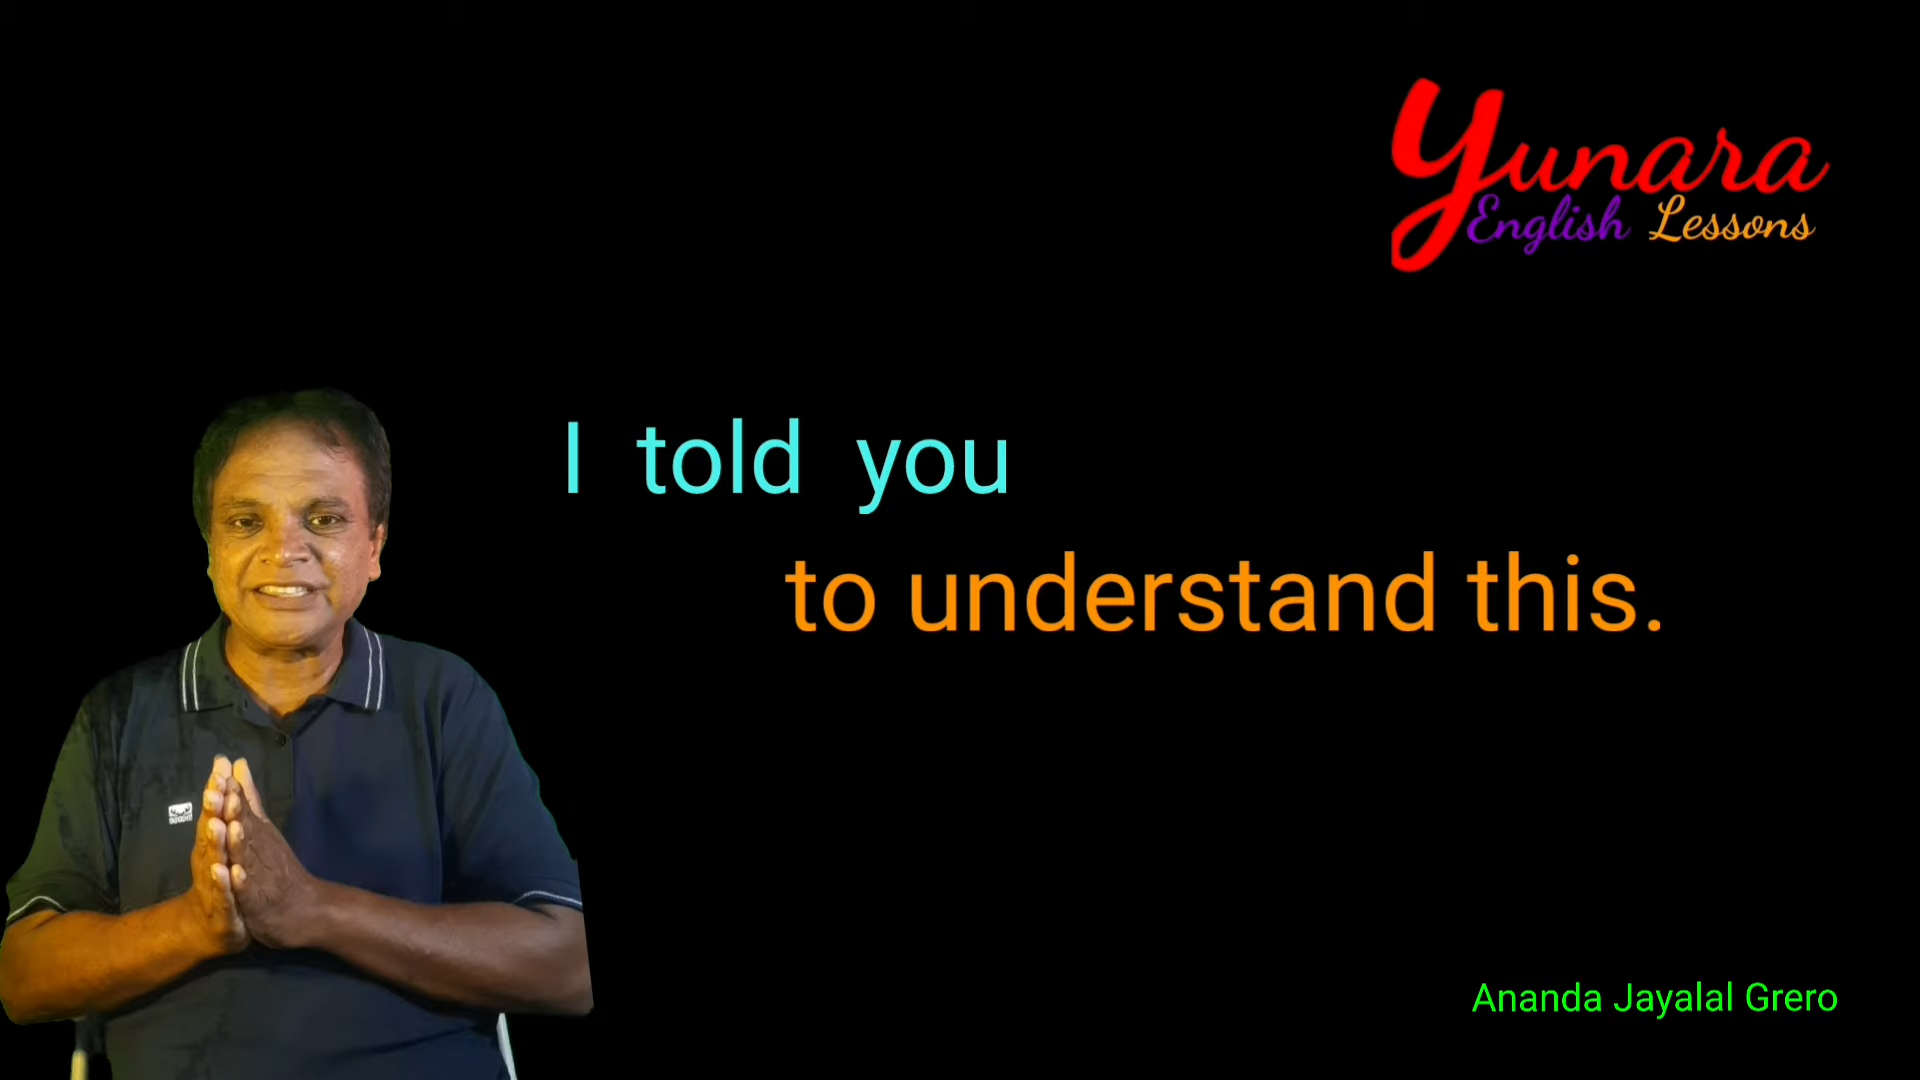 Yunara
English Lessons
I told you
to understand this.
Ananda Jayalal Grero